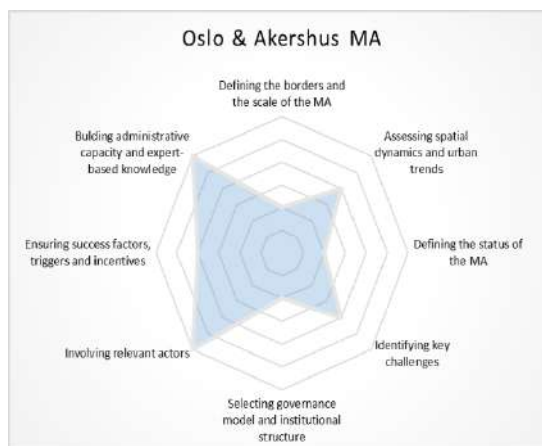 Oslo & Akershus MA
Defining the borders and
the scale of the MA
Assessing spatial
dynamics and urban
trends
Defining the status of
the MA
Identifying key
challenges
Selecting governance
model and institutional
structure
Involving relevant actors
Ensuring success factors,
triggers and incentives
Bulding administrative
capacity and expert-
based knowledge